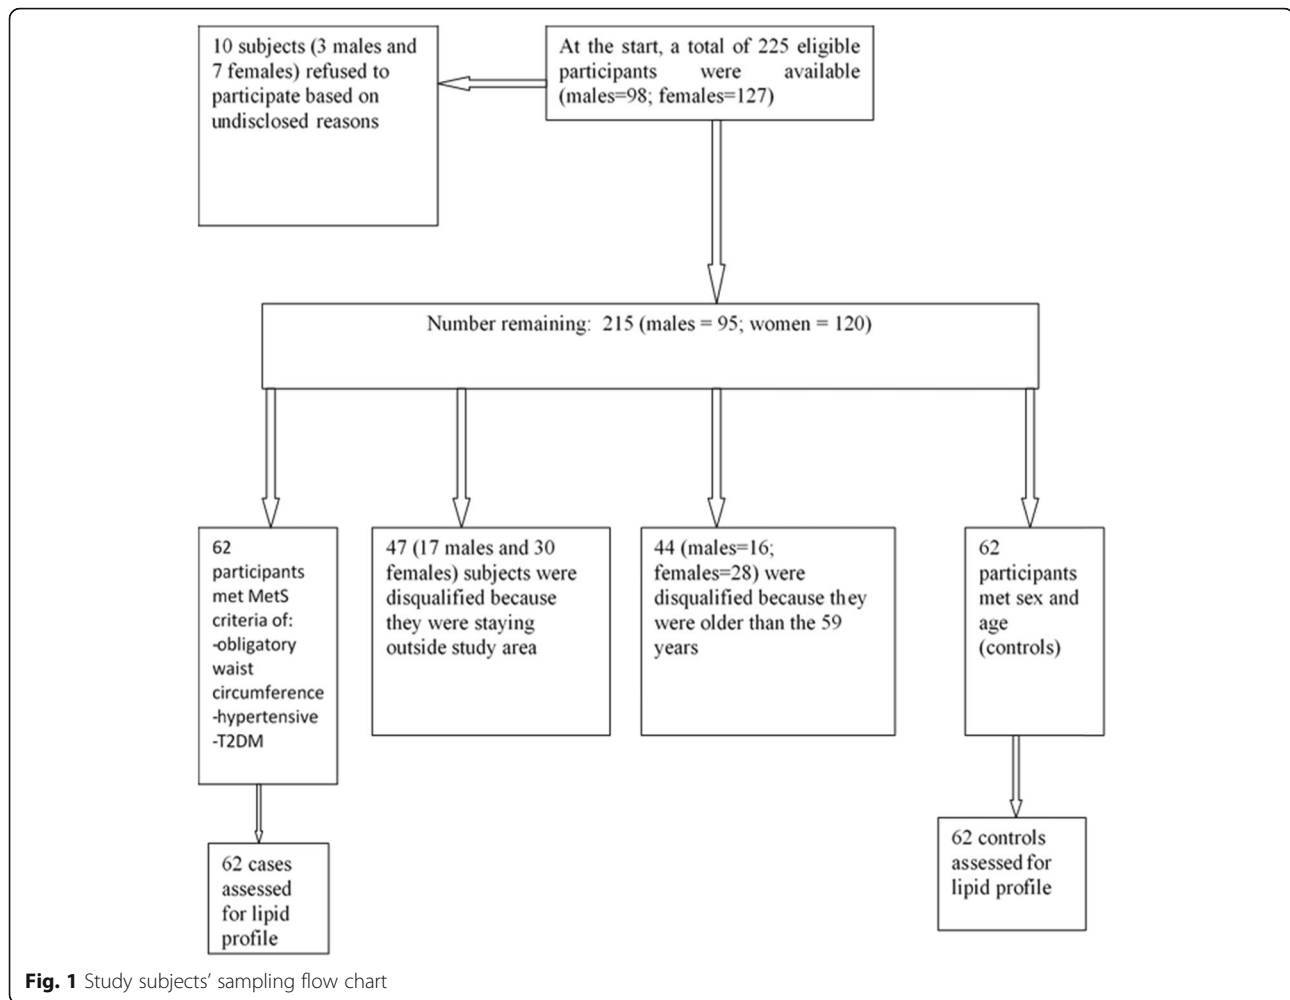 10 subjects (3 males and
7 females) refused to
participate based on
undisclosed reasons
At the start, a total of 225 eligible
participants were available
(males=98; females=127)
Number remaining: 215 (males = 95; women = 120)
62
participants
met MetS
criteria of:
-obligatory
waist
circumference
-hypertensive
-T2DM
47 (17 males and 30
females) subjects were
disqualified because
they were staying
outside study area
44 (males=16;
females=28) were
disqualified because they
were older than the 59
years
62
participants
met sex and
age
(controls)
62 cases
assessed
for lipid
profile
62 controls
assessed for
lipid profile
Fig. 1 Study subjects’ sampling flow chart